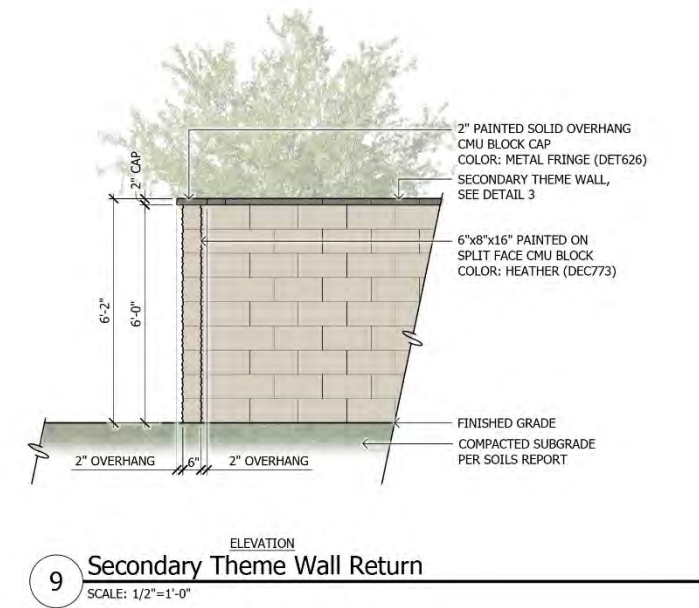 2" PAINTED SOLID OVERHANG
CMU BLOCK CAP
COLOR: METAL FRINGE (DET626)
SECONDARY THEME WALL,
SEE DETAIL 3
2" CAP
6"x8"x16" PAINTED ON
SPLIT FACE CMU BLOCK
COLOR: HEATHER (DEC773)
6'-2"
6'-0"
FINISHED GRADE
COMPACTED SUBGRADE
PER SOILS REPORT
2" OVERHANG 6" 2" OVERHANG
ELEVATION
9 Secondary Theme Wall Return
SCALE: 1/2"=1'-0"